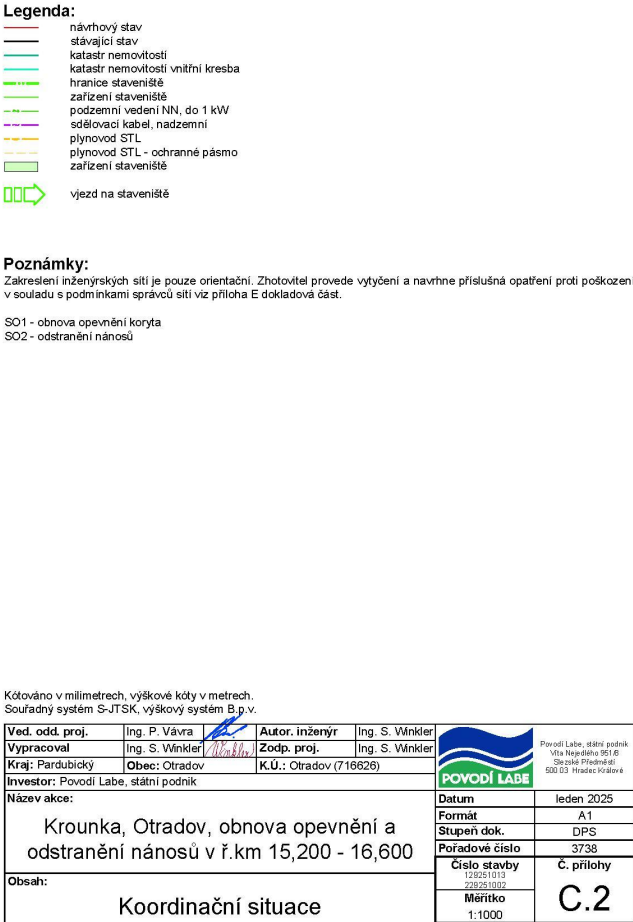 Legenda:
návrhový stav
stávající stav
katastr nemovitostí
katastr nemovitostí vnitřní kresba
hranice staveniště
zařízení staveniště
podzemní vedení NN, do 1 kW
sdělovací kabel, nadzemní
plynovod STL
plynovod STL - ochranné pásmo
zařízení staveniště
vjezd na staveniště
Poznámky:
Zakreslení inženýrských sítí je pouze orientační. Zhotovitel provede vytyčení a navrhne příslušná opatření proti poškození
v souladu s podmínkami správců sítí viz příloha E dokladová část.
SO1 - obnova opevnění koryta
SO2 - odstranění nánosů
Kótováno v milimetrech, výškové kóty v metrech.
Souřadný systém S-JTSK, výškový systém B.p.v.
Ved. odd. proj. Ing. P. Vávra Autor. inženýr Ing. S. Winkler
Vypracoval Ing. S. Winkler Winkler Zodp. proj. Ing. S. Winkler
Kraj: Pardubický Obec: Otradov K.Ú.: Otradov (716626)
Investor: Povodí Labe, státní podnik
POVODÍ LABE
Povodí Labe, státní podnik
Víta Nejedlého 951/8
Slezské Předměstí
500 03 Hradec Králové
Název akce:
Krounka, Otradov, obnova opevnění a
odstranění nánosů v ř.km 15,200 - 16,600
Datum leden 2025
Formát A1
Stupeň dok. DPS
Pořadové číslo 3738
Číslo stavby
129251013
229251002
Měřítko
1:1000
Č. přílohy
C.2
Obsah:
Koordinační situace